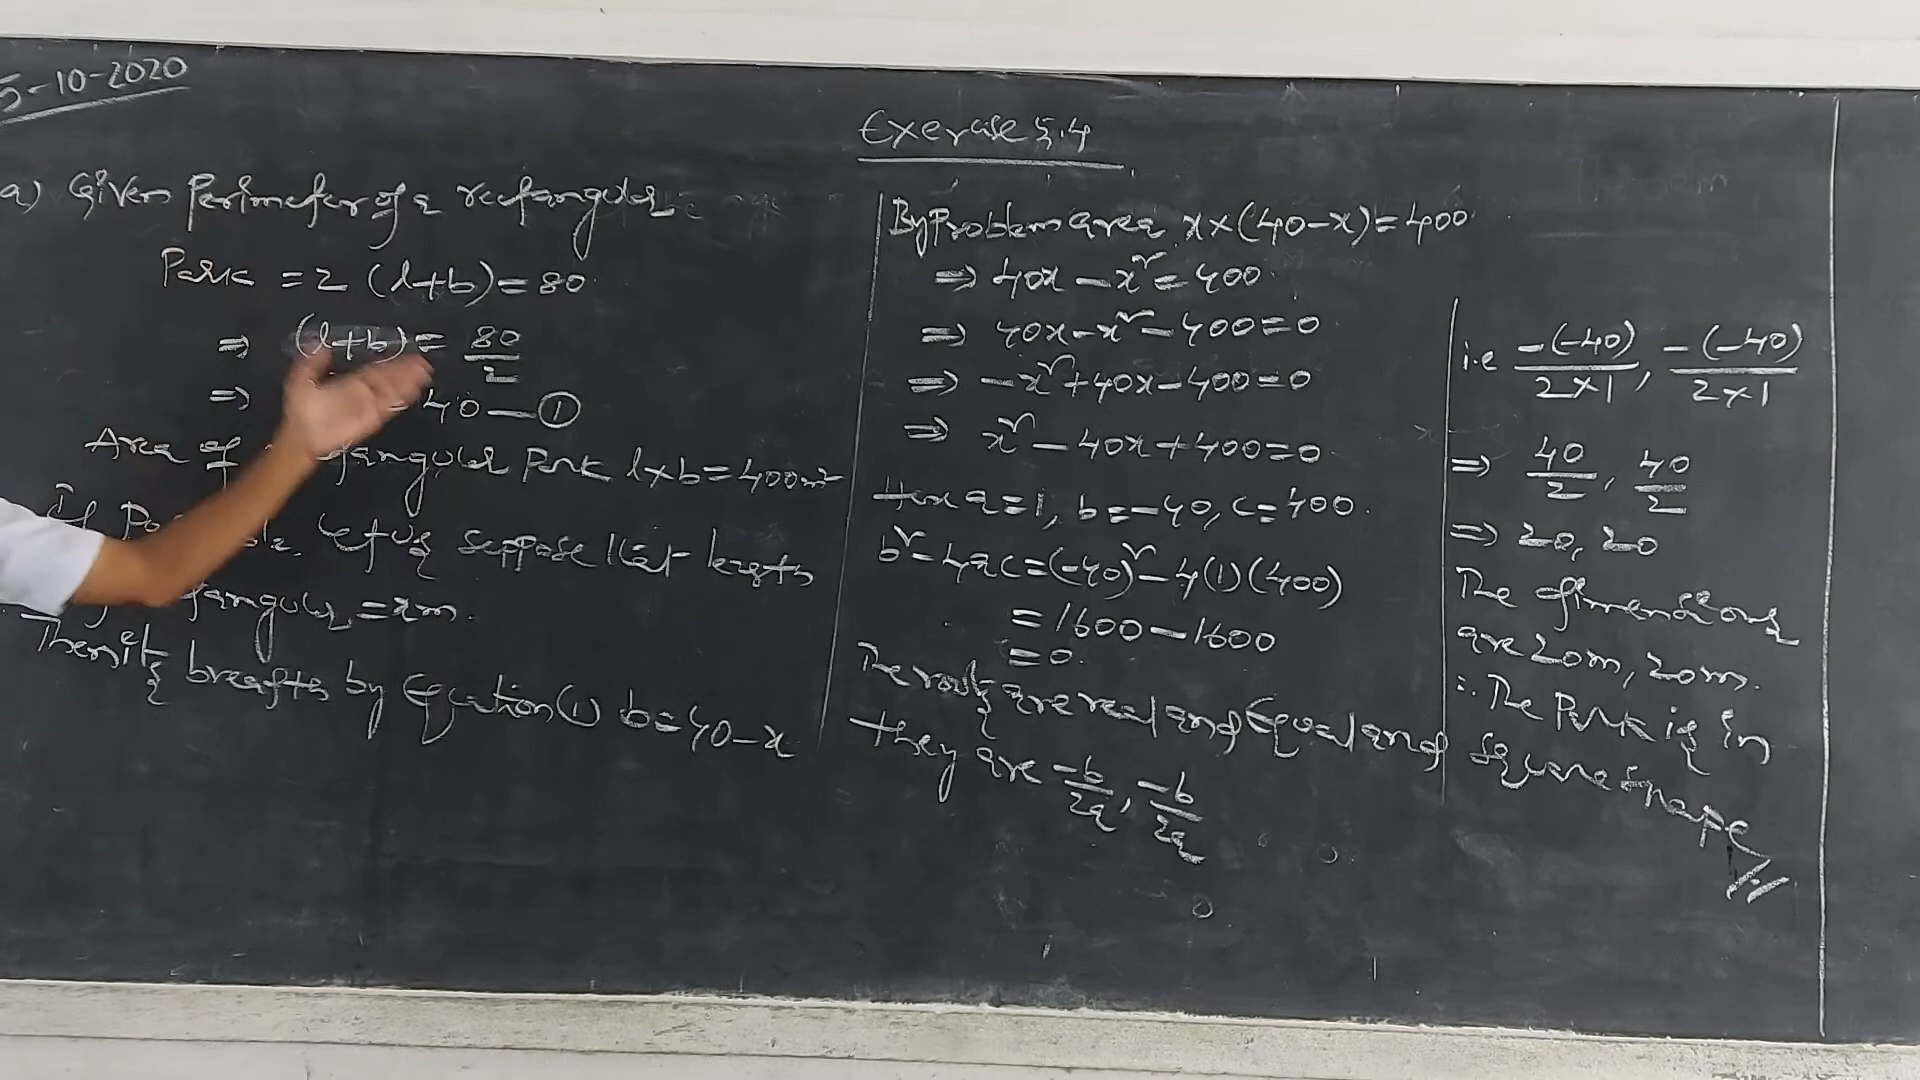 5-10-2020
Exercise 5.4
a) Given Perimeter of a rectangular
Park = 2 (l+b) = 80
⇒ (l+b) = 80/2
⇒ 40 — ①
Area of Park l×b = 400m²
If Let us suppose that length
= xm.
Then its breadth by Equation (1) b = 40-x
By Problem area x×(40-x) = 400
⇒ 40x - x² = 400
⇒ 40x - x² - 400 = 0
⇒ -x² + 40x - 400 = 0
⇒ x² - 40x + 400 = 0
Here a = 1, b = -40, c = 400.
b² - 4ac = (-40)² - 4(1)(400)
= 1600 - 1600
= 0.
The roots are real and Equal and
they are -b/2a, -b/2a
i.e -(-40)/2×1, -(-40)/2×1
⇒ 40/2, 40/2
⇒ 20, 20
The dimensions
are 20m, 20m.
∴ The Park is in
square shape